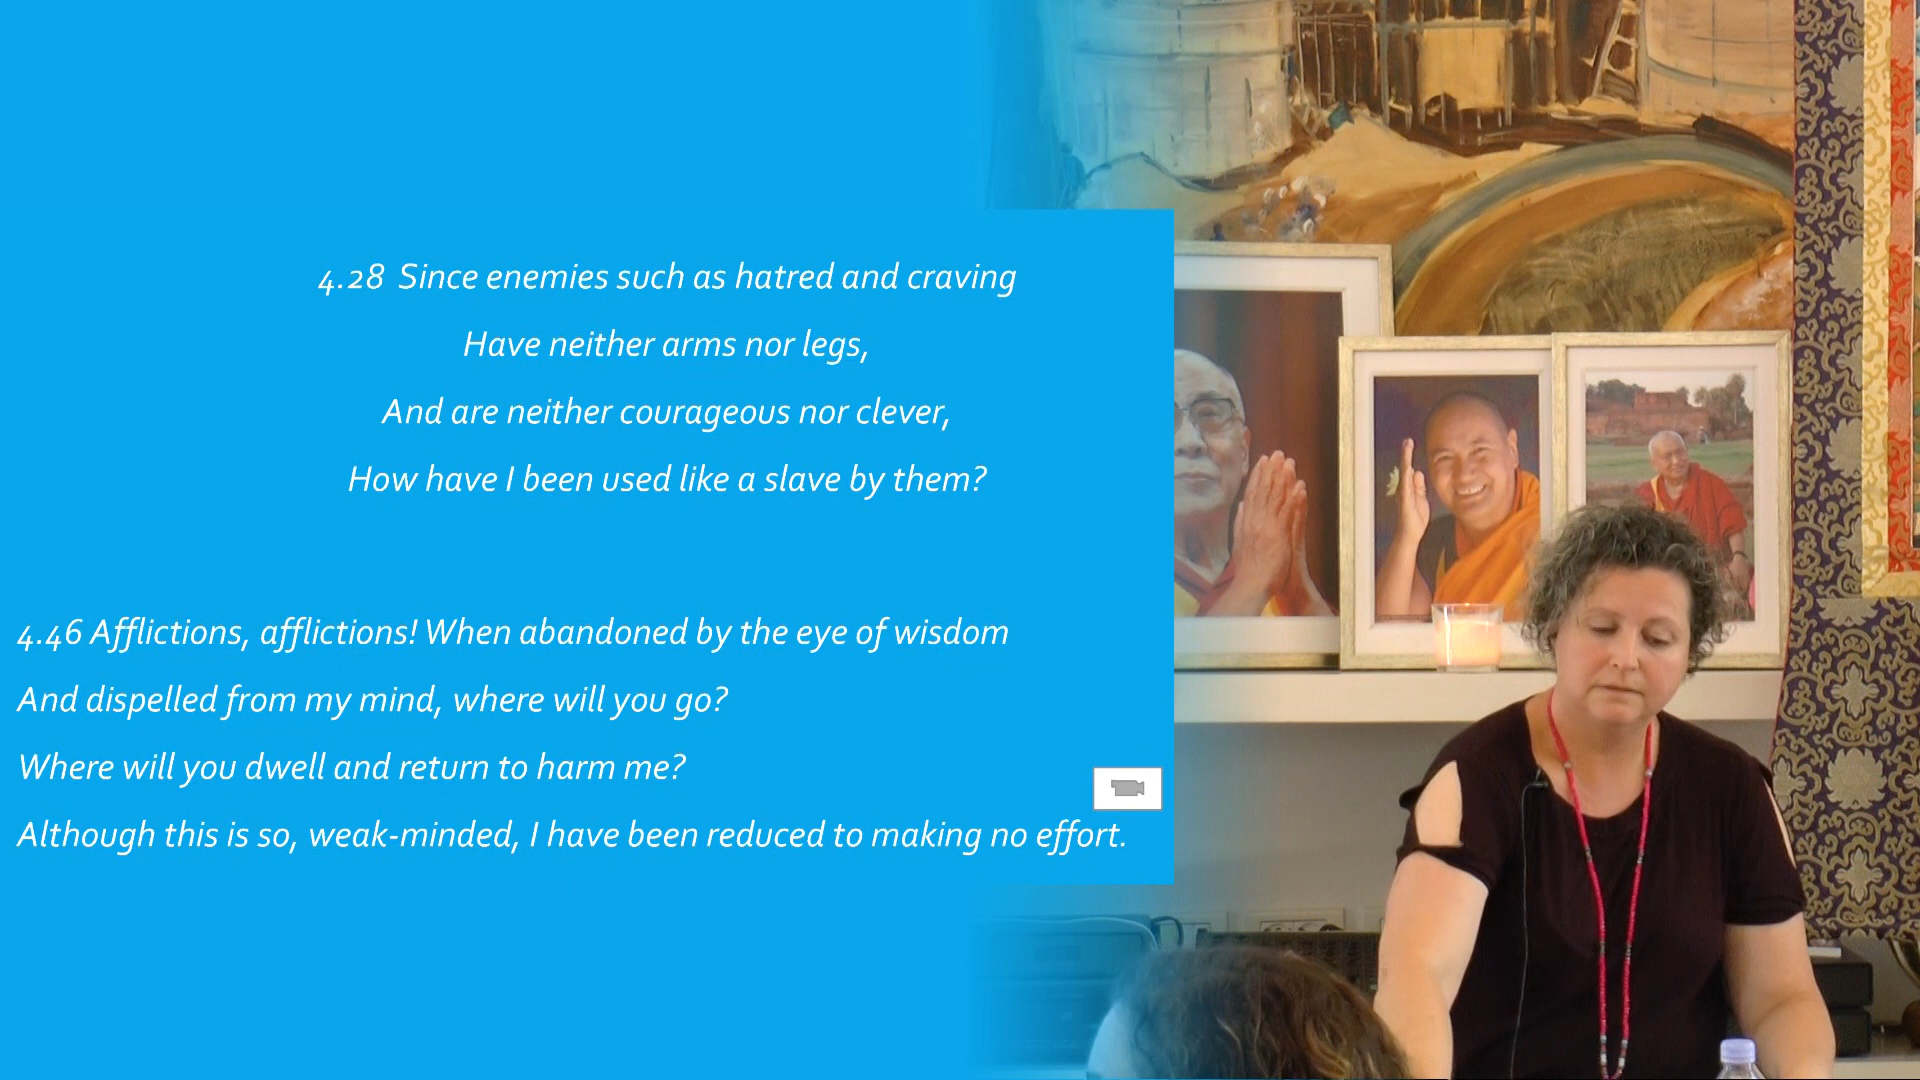 4.28 Since enemies such as hatred and craving
Have neither arms nor legs,
And are neither courageous nor clever,
How have I been used like a slave by them?
4.46 Afflictions, afflictions! When abandoned by the eye of wisdom
And dispelled from my mind, where will you go?
Where will you dwell and return to harm me?
Although this is so, weak-minded, I have been reduced to making no effort.